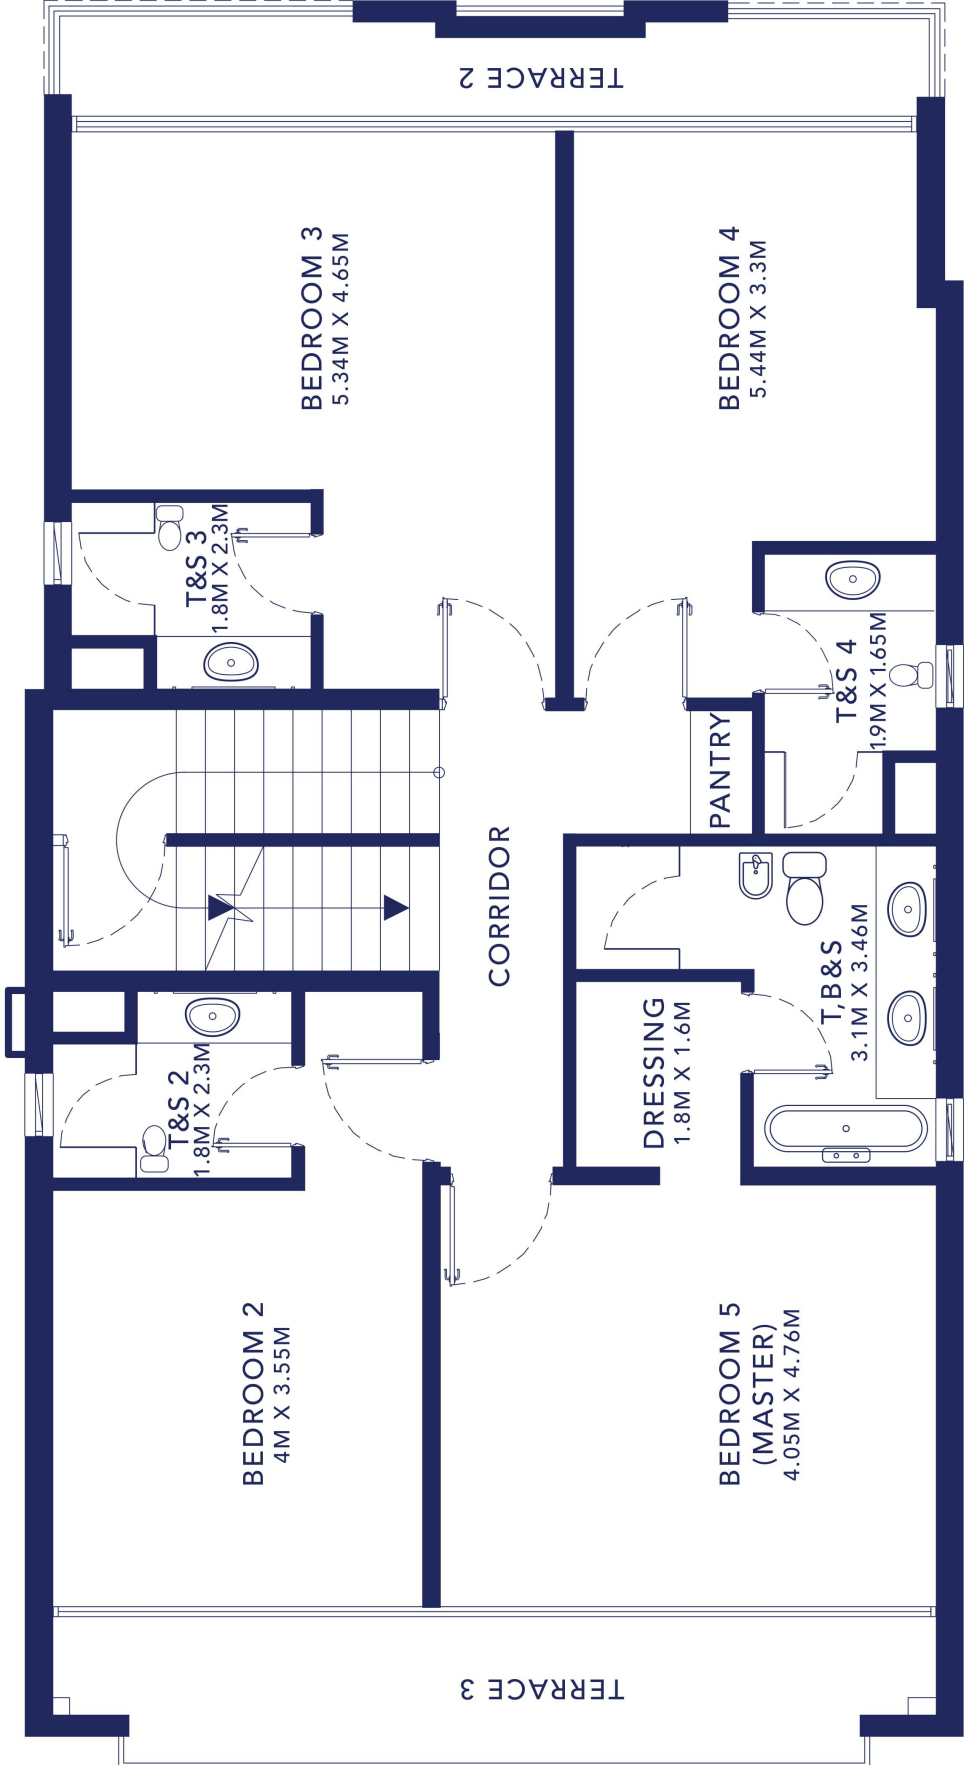 TERRACE 2
BEDROOM 3
5.34M X 4.65M
BEDROOM 4
5.44M X 3.3M
T&S 3
1.8M X 2.3M
T&S 4
1.9M X 1.65M
PANTRY
CORRIDOR
T,B&S
3.1M X 3.46M
DRESSING
1.8M X 1.6M
T&S 2
1.8M X 2.3M
BEDROOM 2
4M X 3.55M
BEDROOM 5
(MASTER)
4.05M X 4.76M
TERRACE 3